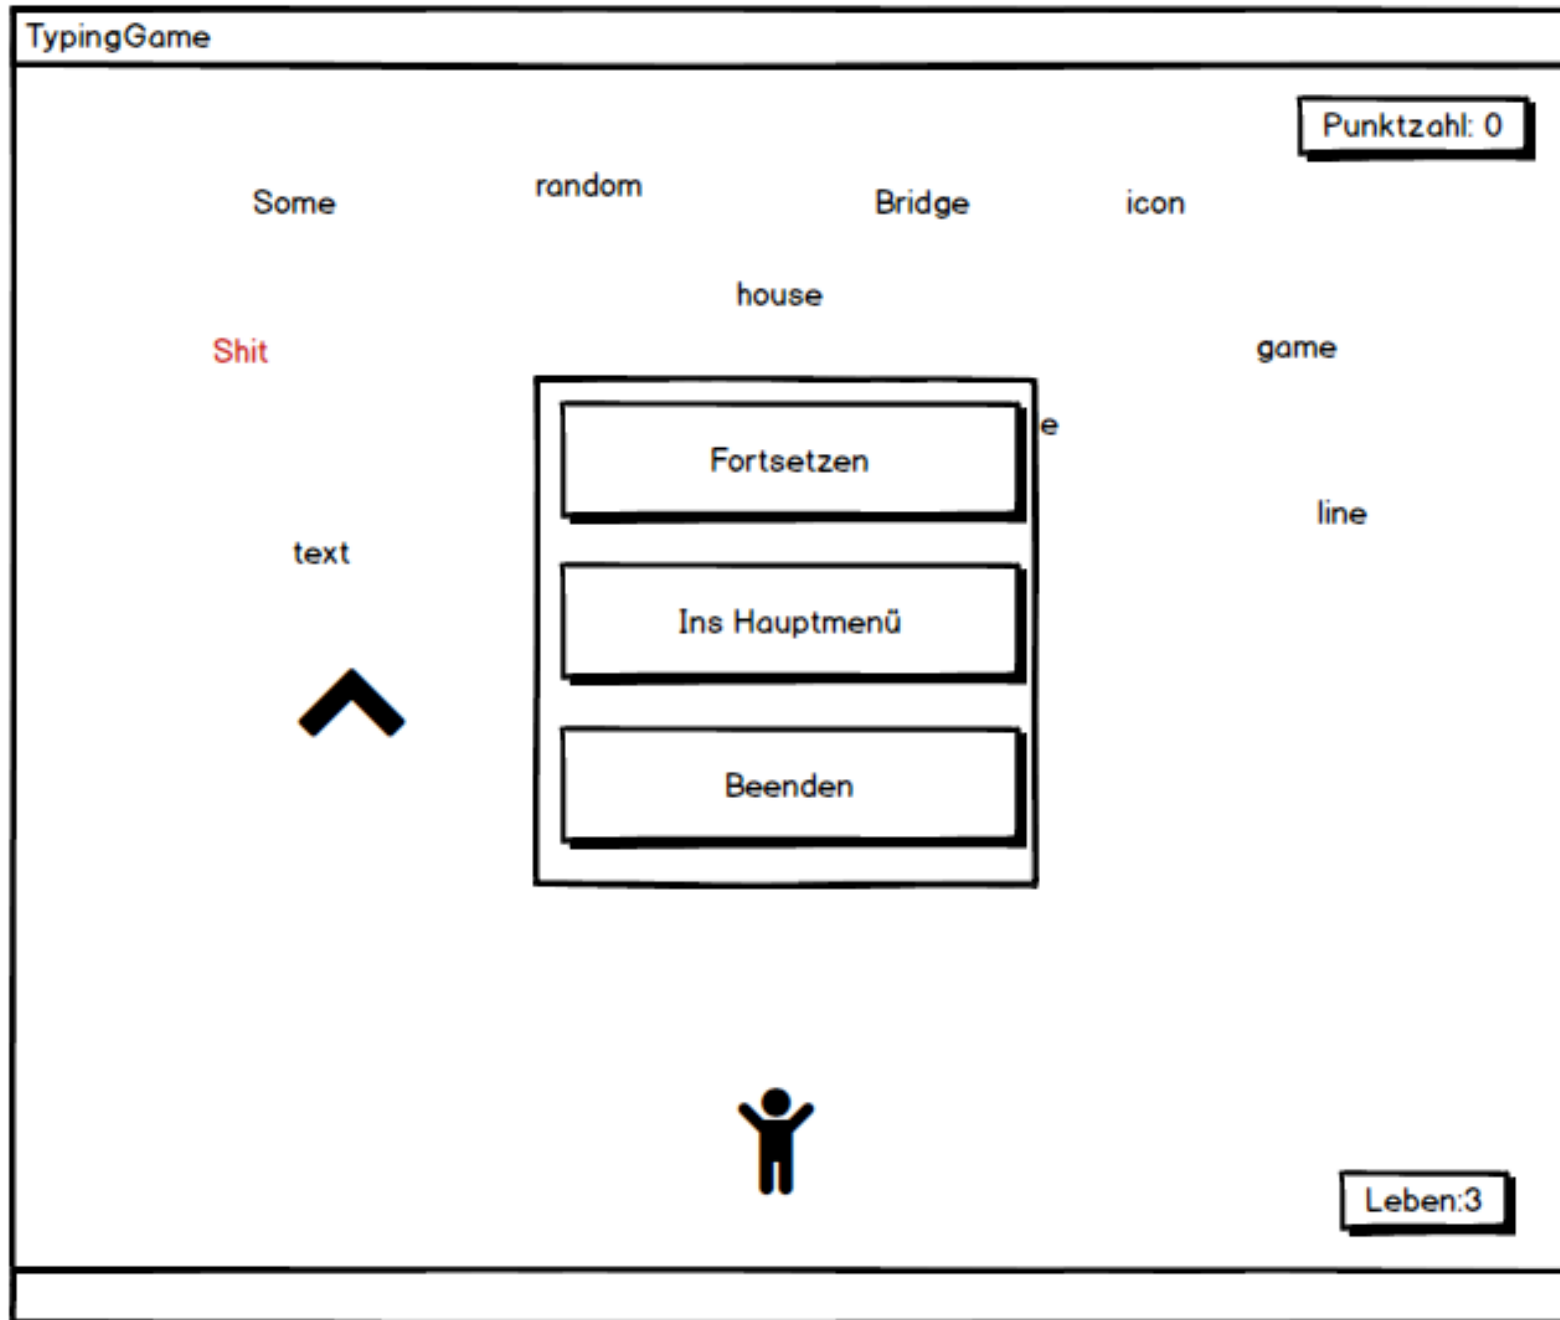 TypingGame
Punktzahl: 0
random
Some
Bridge
icon
house
Shit
game
e
Fortsetzen
line
text
Ins Hauptmenü
Beenden
Leben:3